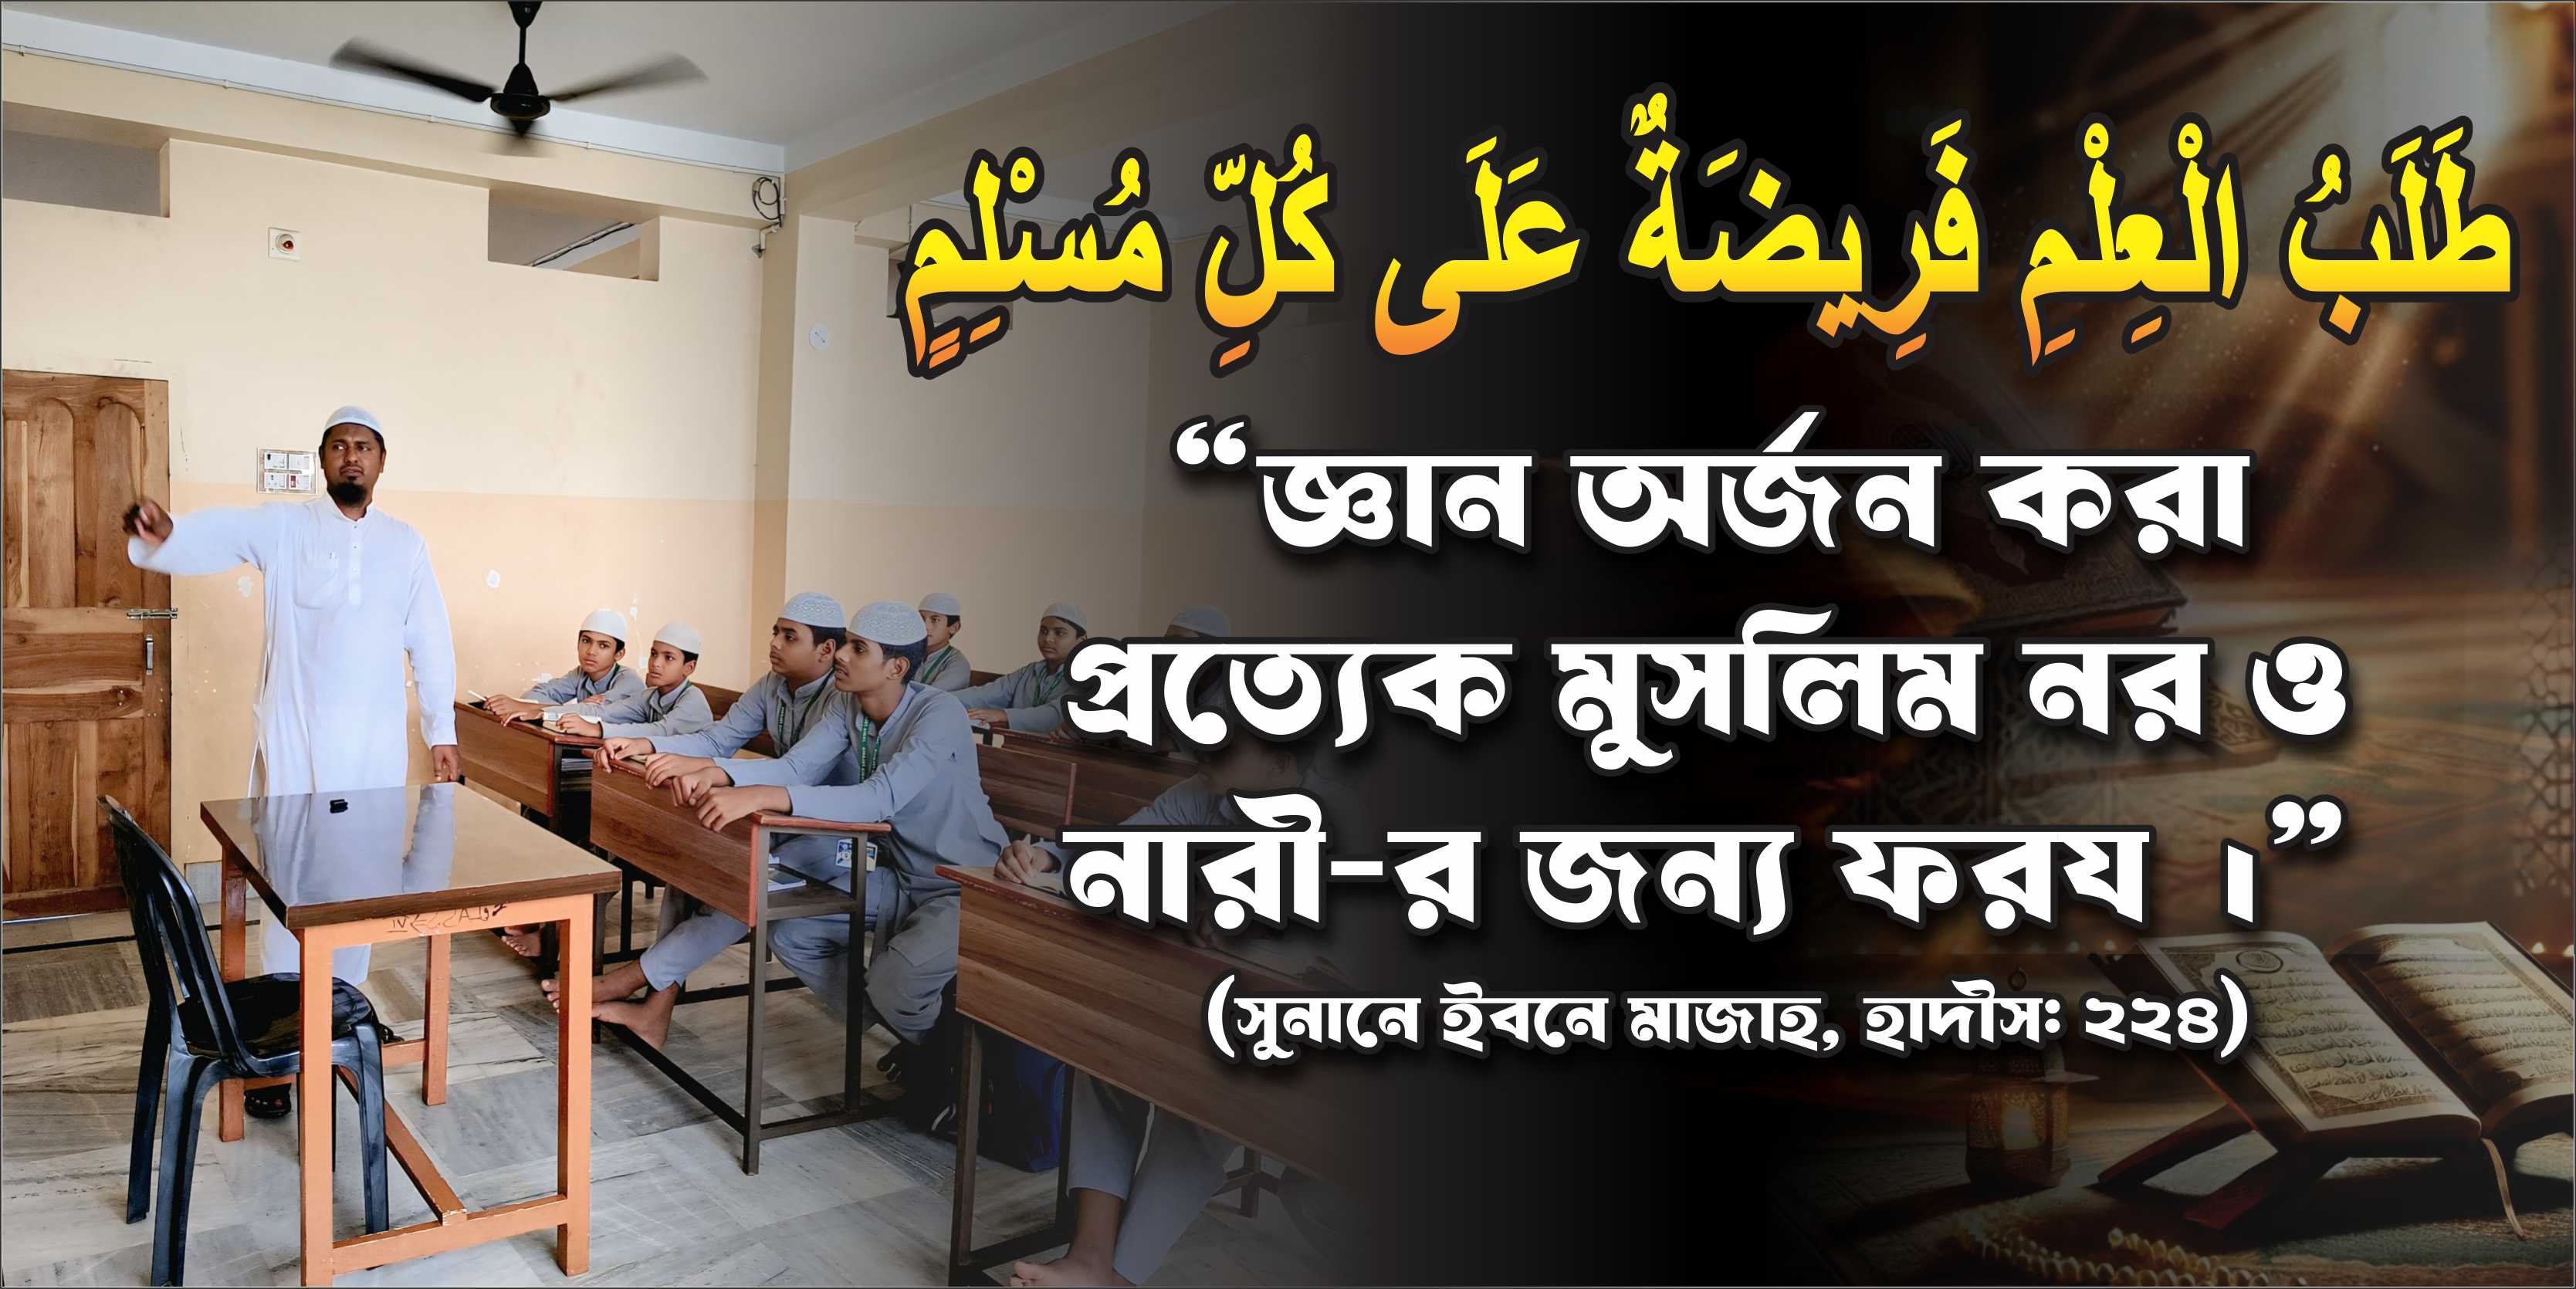 طَلَبُ الْعِلْمِ فَرِيضَةٌ عَلَى كُلِّ مُسْلِمٍ
“জ্ঞান অর্জন করা
প্রত্যেক মুসলিম নর ও
নারী-র জন্য ফরয ।”
(সুনানে ইবনে মাজাহ, হাদীসঃ ২২৪)